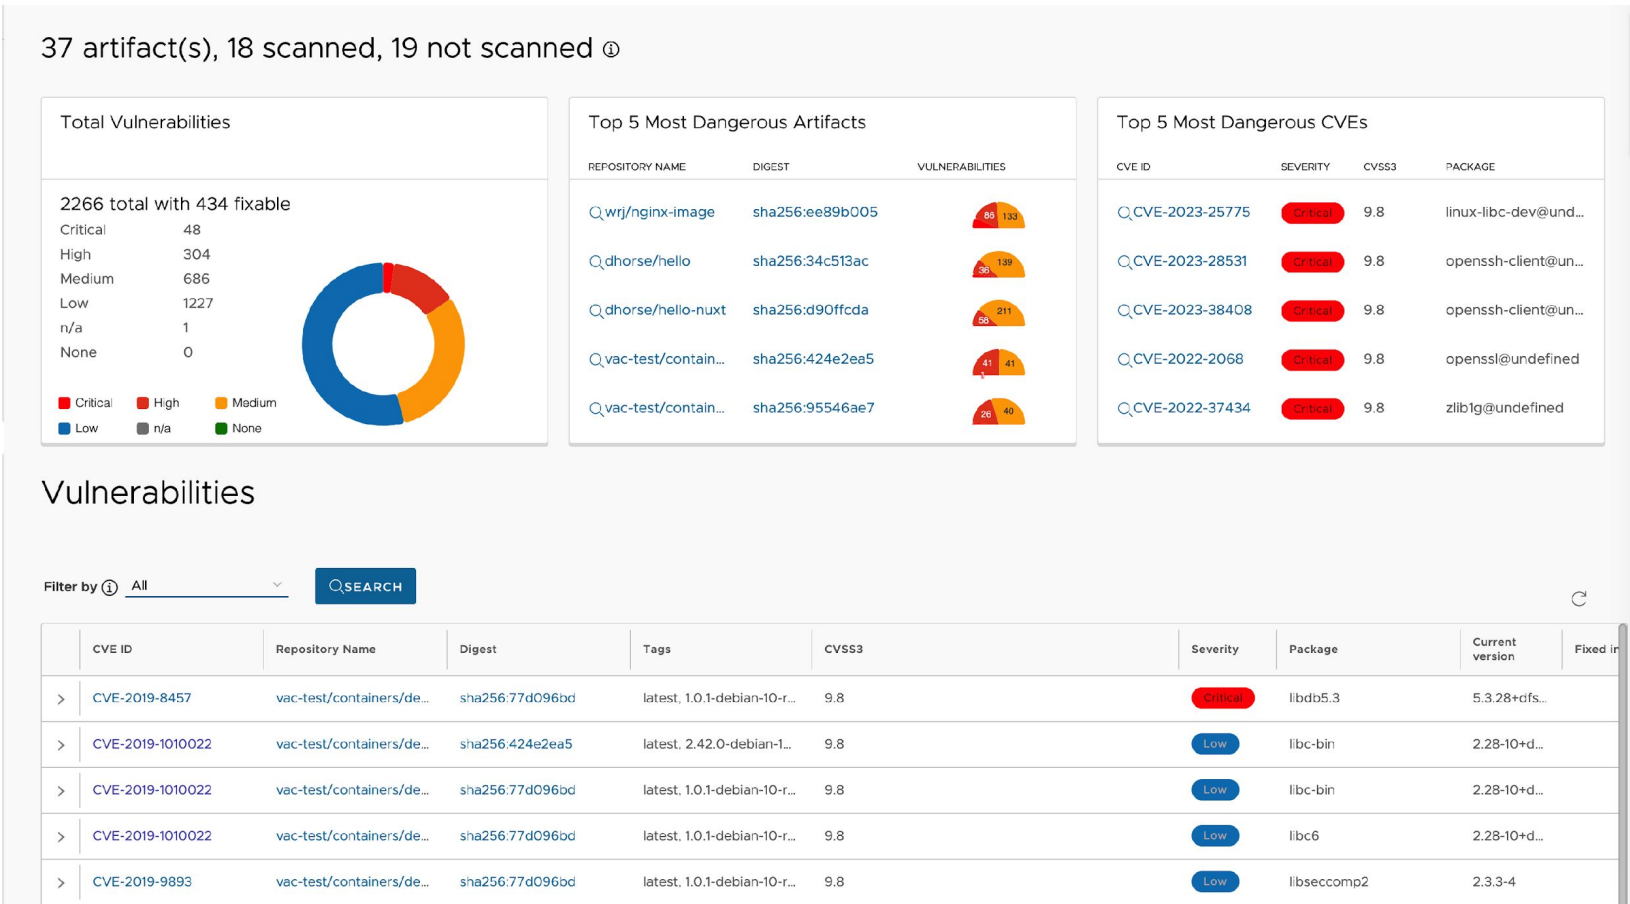 37 artifact(s), 18 scanned, 19 not scanned
Total Vulnerabilities
2266 total with 434 fixable
Critical 48
High 304
Medium 686
Low 1227
n/a 1
None 0
Critical High Medium
Low n/a None
Top 5 Most Dangerous Artifacts
REPOSITORY NAME DIGEST VULNERABILITIES
wrj/nginx-image sha256:ee89b005 86 133
dhorse/hello sha256:34c513ac 36 139
dhorse/hello-nuxt sha256:d90ffcda 58 211
vac-test/contain... sha256:424e2ea5 41 41
vac-test/contain... sha256:95546ae7 26 40
Top 5 Most Dangerous CVEs
CVE ID SEVERITY CVSS3 PACKAGE
CVE-2023-25775 Critical 9.8 linux-libc-dev@und...
CVE-2023-28531 Critical 9.8 openssh-client@un...
CVE-2023-38408 Critical 9.8 openssh-client@un...
CVE-2022-2068 Critical 9.8 openssl@undefined
CVE-2022-37434 Critical 9.8 zlib1g@undefined
Vulnerabilities
Filter by All SEARCH
CVE ID Repository Name Digest Tags CVSS3 Severity Package Current version Fixed in
CVE-2019-8457 vac-test/containers/de... sha256:77d096bd latest, 1.0.1-debian-10-r... 9.8 Critical libdb5.3 5.3.28+dfs...
CVE-2019-1010022 vac-test/containers/de... sha256:424e2ea5 latest, 2.42.0-debian-1... 9.8 Low libc-bin 2.28-10+d...
CVE-2019-1010022 vac-test/containers/de... sha256:77d096bd latest, 1.0.1-debian-10-r... 9.8 Low libc-bin 2.28-10+d...
CVE-2019-1010022 vac-test/containers/de... sha256:77d096bd latest, 1.0.1-debian-10-r... 9.8 Low libc6 2.28-10+d...
CVE-2019-9893 vac-test/containers/de... sha256:77d096bd latest, 1.0.1-debian-10-r... 9.8 Low libseccomp2 2.3.3-4